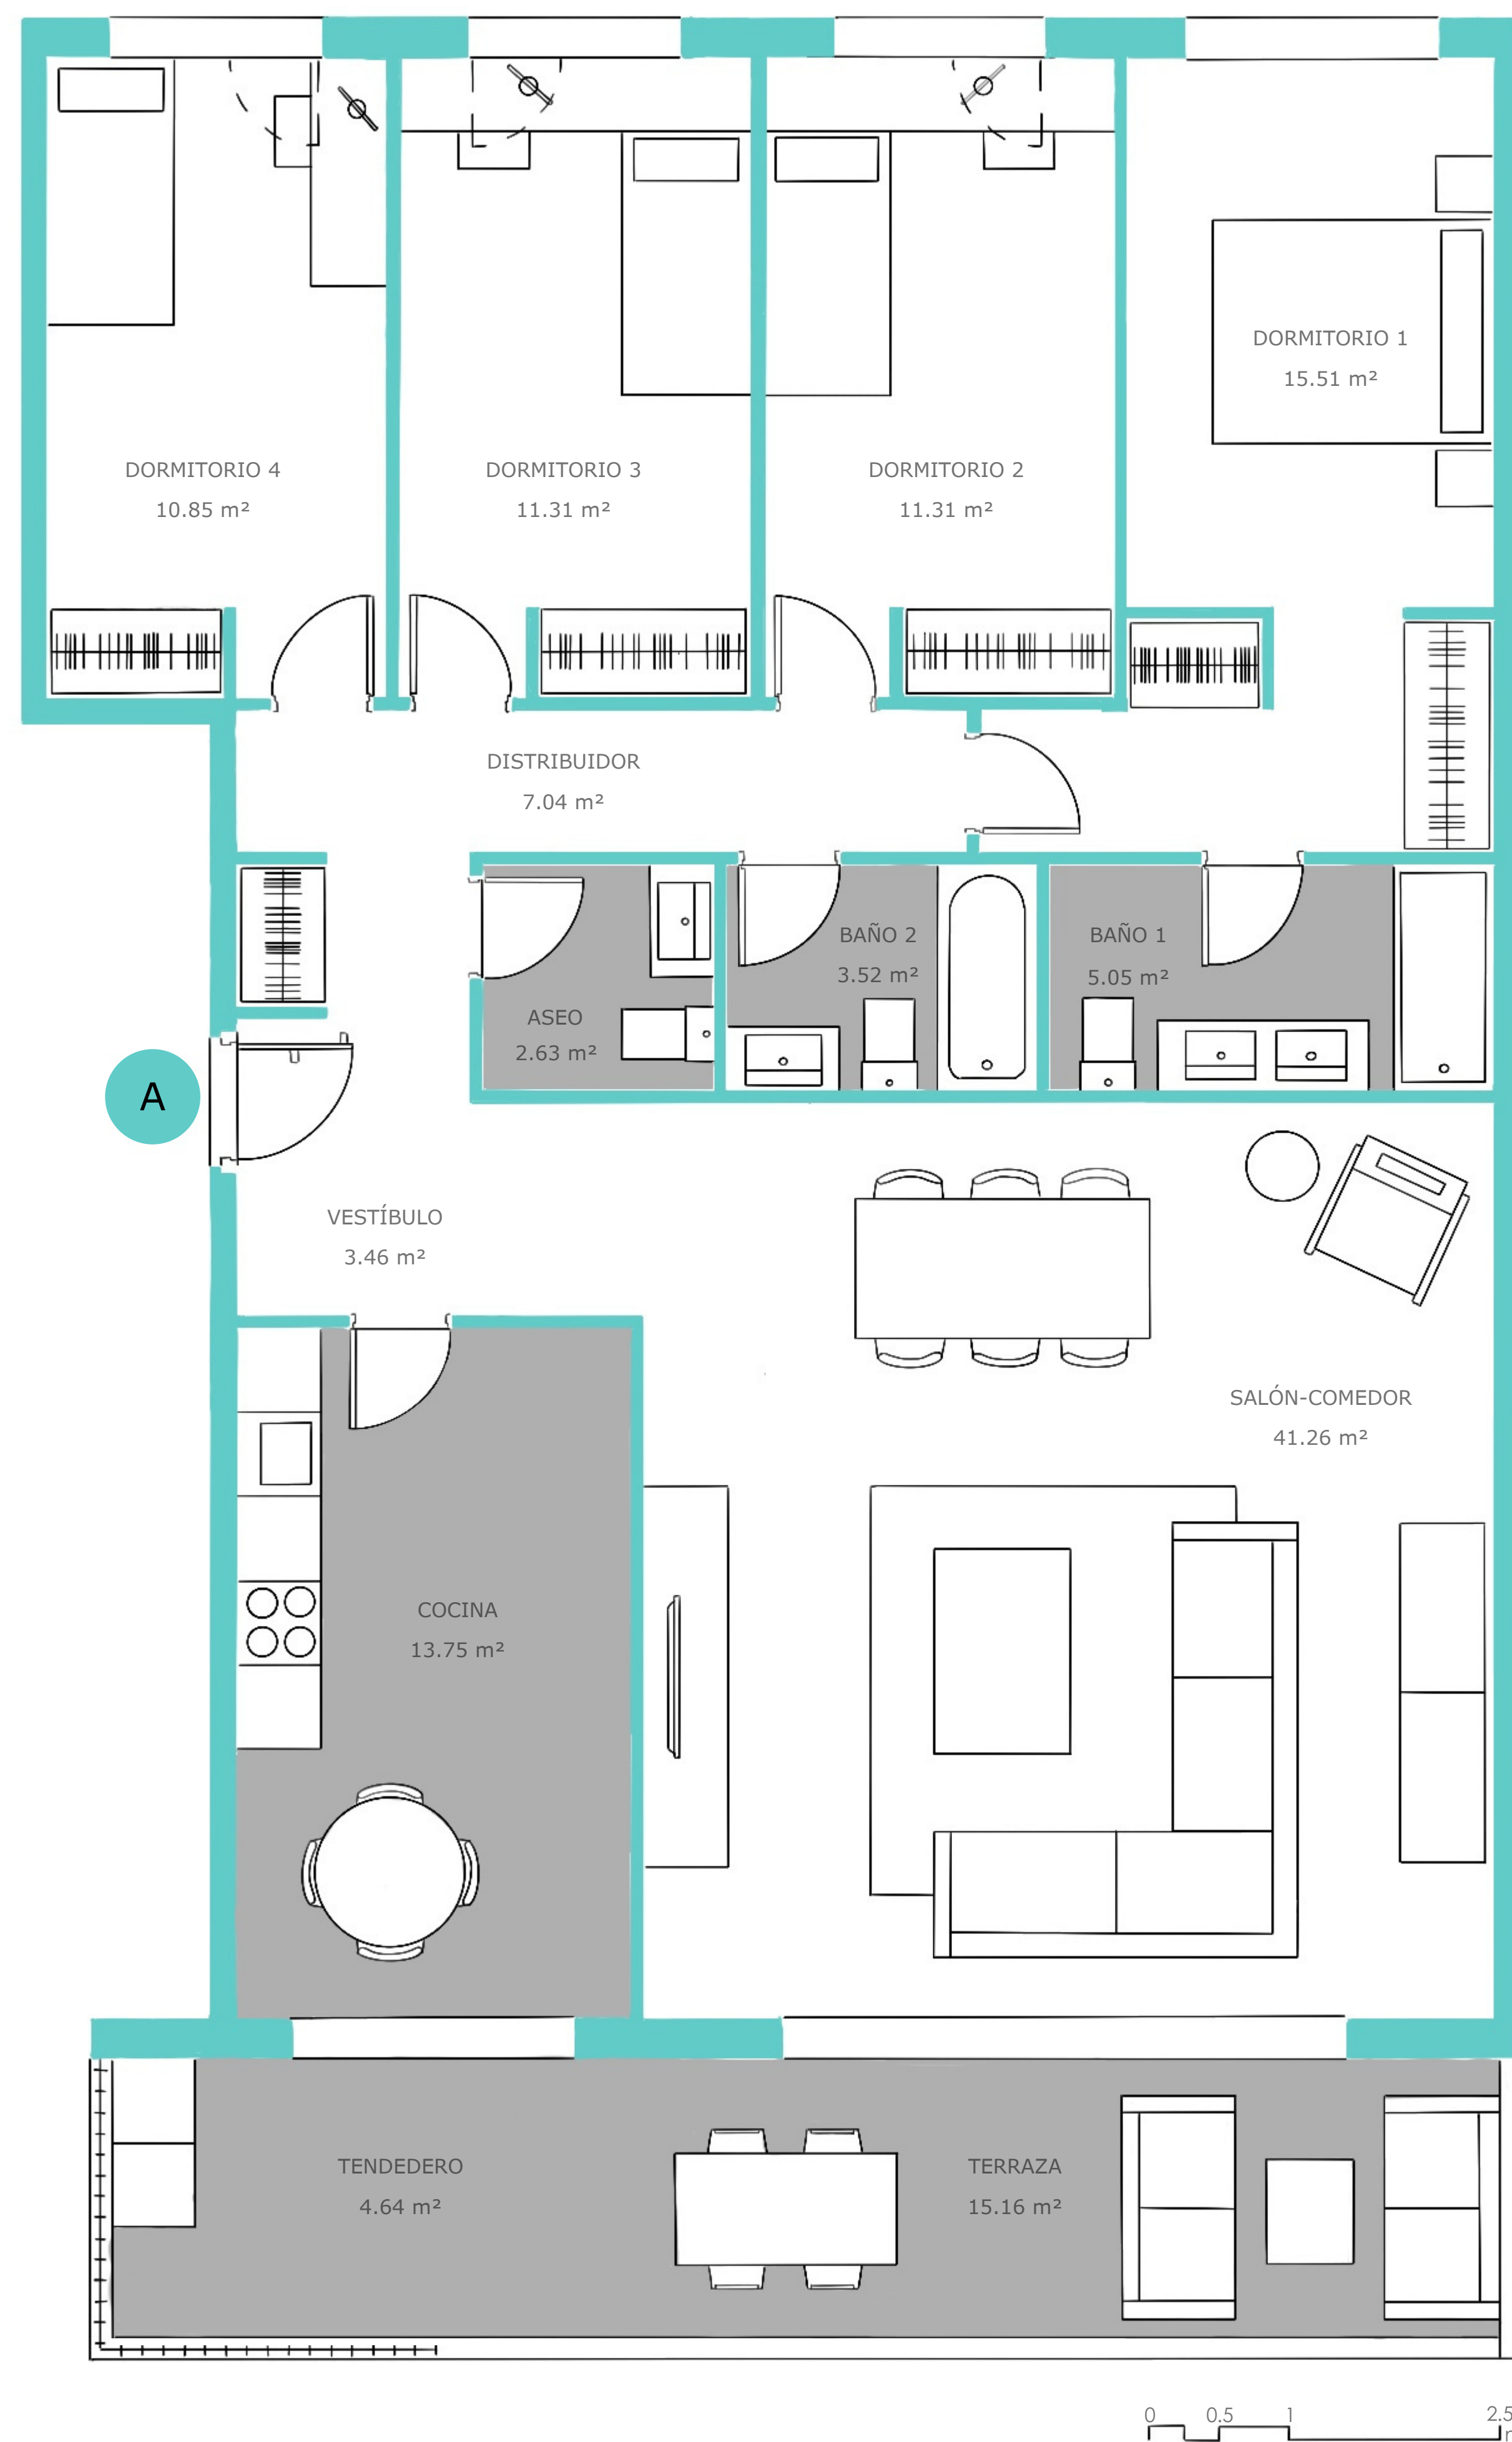 DORMITORIO 1
15.51 m²
DORMITORIO 4
10.85 m²
DORMITORIO 3
11.31 m²
DORMITORIO 2
11.31 m²
DISTRIBUIDOR
7.04 m²
BAÑO 2
3.52 m²
BAÑO 1
5.05 m²
ASEO
2.63 m²
A
VESTÍBULO
3.46 m²
SALÓN-COMEDOR
41.26 m²
COCINA
13.75 m²
TENDEDERO
4.64 m²
TERRAZA
15.16 m²
0 0.5 1 2.5